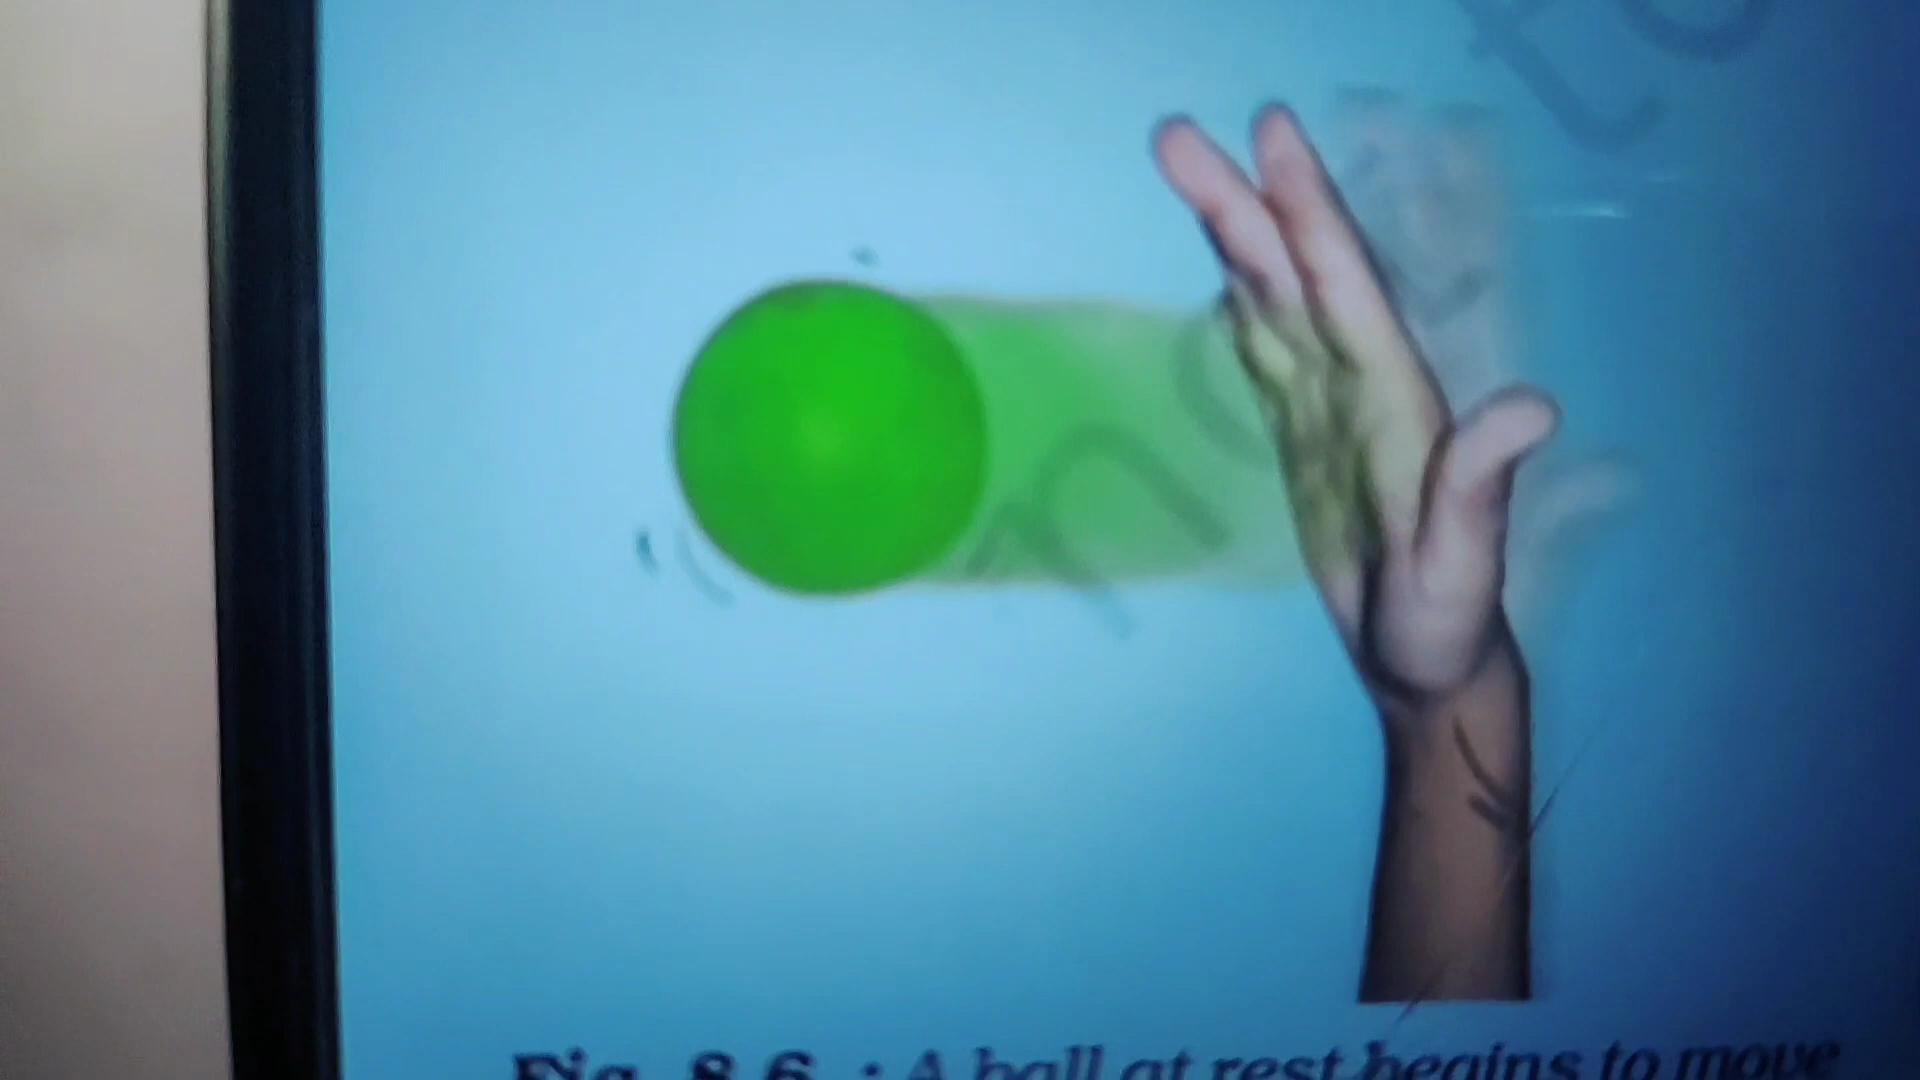 Fig. 8.6 : A ball at rest begins to move